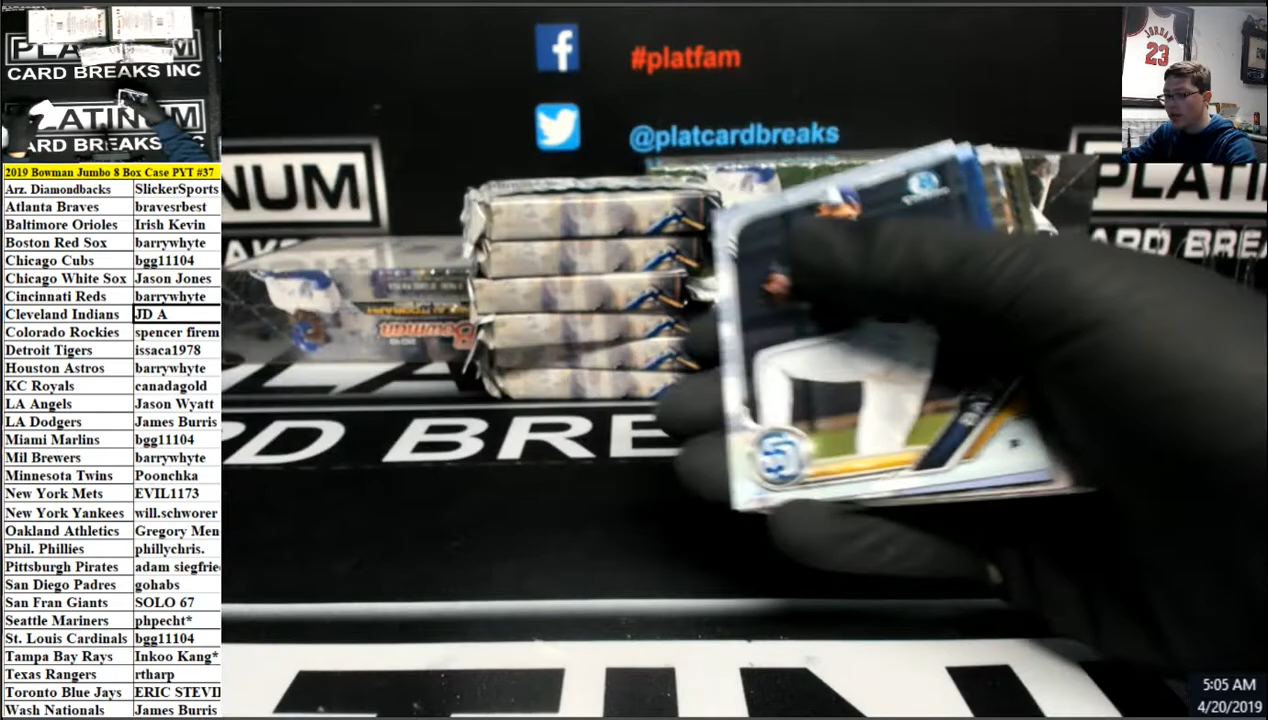 PLA VI
CARD BREAKS INC
PLATINUM
CARD BREAKS INC
2019 Bowman Jumbo 8 Box Case PYT #37
Arz. Diamondbacks SlickerSports
Atlanta Braves bravesrbest
Baltimore Orioles Irish Kevin
Boston Red Sox barrywhyte
Chicago Cubs bgg11104
Chicago White Sox Jason Jones
Cincinnati Reds barrywhyte
Cleveland Indians JD A
Colorado Rockies spencer firem
Detroit Tigers issaca1978
Houston Astros barrywhyte
KC Royals canadagold
LA Angels Jason Wyatt
LA Dodgers James Burris
Miami Marlins bgg11104
Mil Brewers barrywhyte
Minnesota Twins Poonchka
New York Mets EVIL1173
New York Yankees will.schworer
Oakland Athletics Gregory Men
Phil. Phillies phillychris.
Pittsburgh Pirates adam siegfrie
San Diego Padres gohabs
San Fran Giants SOLO 67
Seattle Mariners phpecht*
St. Louis Cardinals bgg11104
Tampa Bay Rays Inkoo Kang*
Texas Rangers rtharp
Toronto Blue Jays ERIC STEVI
Wash Nationals James Burris
#platfam
@platcardbreaks
JORDAN
23
NUM
PLATI
ARD BREA
Bowman
SD
RD BRE
TIN
5:05 AM
4/20/2019